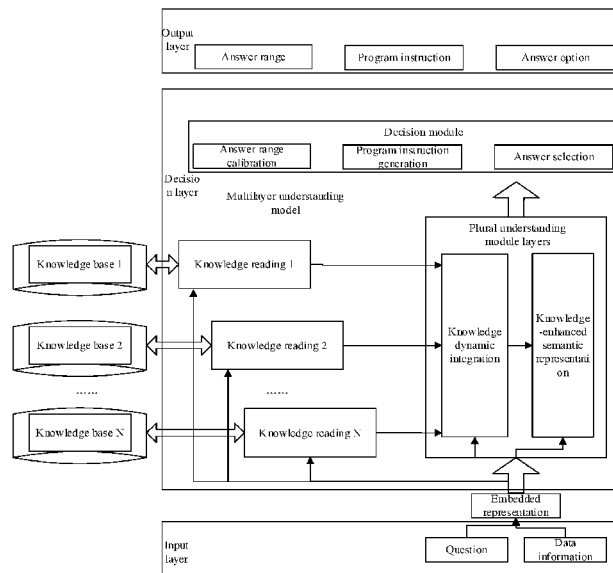 Output
layer
Answer range
Program instruction
Answer option
Decision module
Answer range
calibration
Program instruction
generation
Answer selection
Decisio
n layer
Multilayer understanding
model
Plural understanding
module layers
Knowledge base 1
Knowledge reading 1
Knowledge base 2
Knowledge reading 2
......
......
Knowledge base N
Knowledge reading N
Knowledge
dynamic
integration
Knowledge
-enhanced
semantic
representati
on
Embedded
representation
Input
layer
Question
Data
information